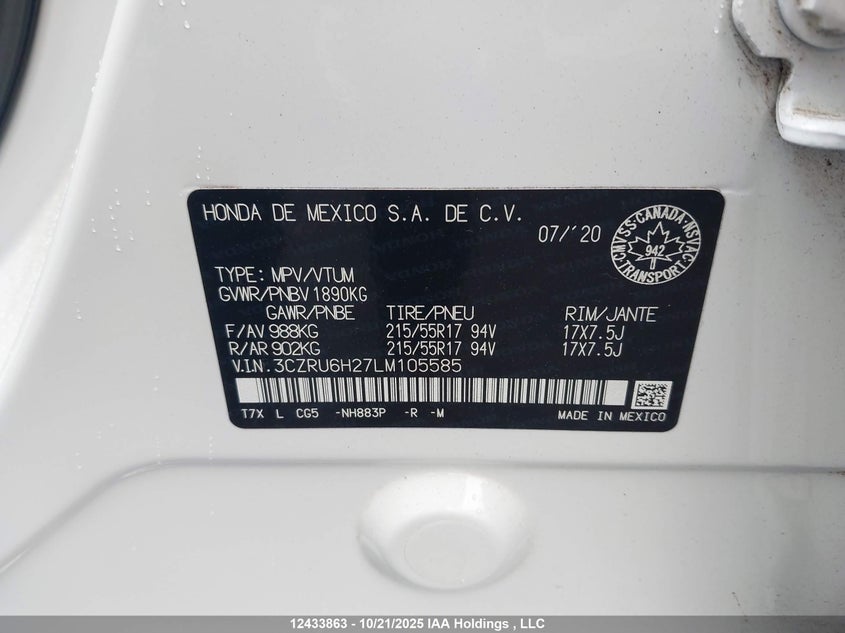 HONDA DE MEXICO S.A. DE C.V.
07/'20
CMVSS·CANADA·NSVAC
942
TRANSPORT
TYPE: MPV/VTUM
GVWR/PNBV 1890KG
GAWR/PNBE TIRE/PNEU RIM/JANTE
F/AV 988KG 215/55R17 94V 17X7.5J
R/AR 902KG 215/55R17 94V 17X7.5J
V.I.N. 3CZRU6H27LM105585
T7X L CG5 -NH883P -R -M MADE IN MEXICO
12433863 - 10/21/2025 IAA Holdings , LLC